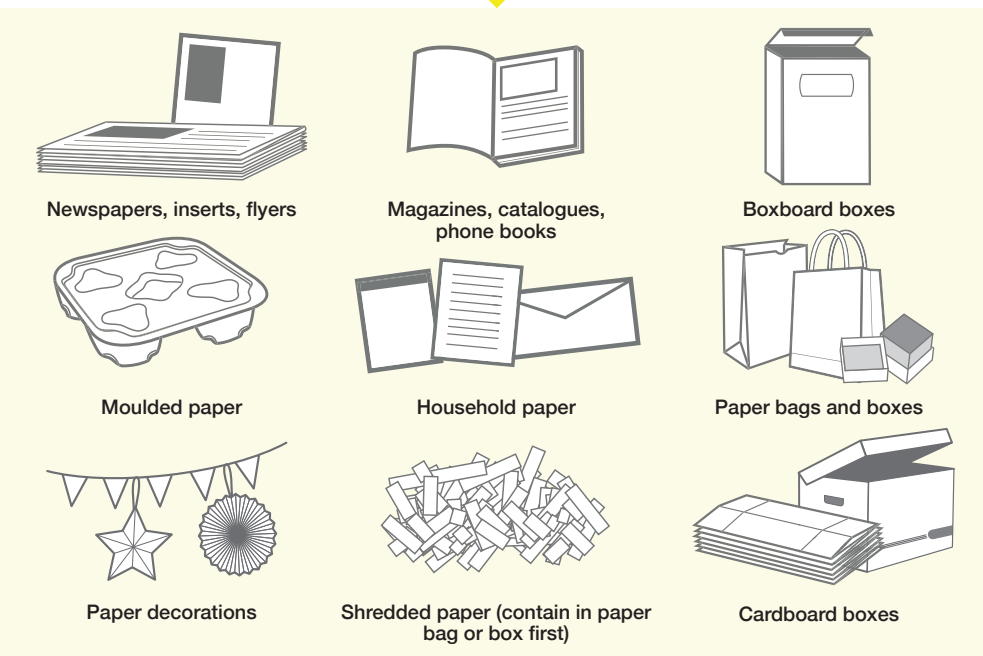 Newspapers, inserts, flyers
Magazines, catalogues,
phone books
Boxboard boxes
Moulded paper
Household paper
Paper bags and boxes
Paper decorations
Shredded paper (contain in paper
bag or box first)
Cardboard boxes